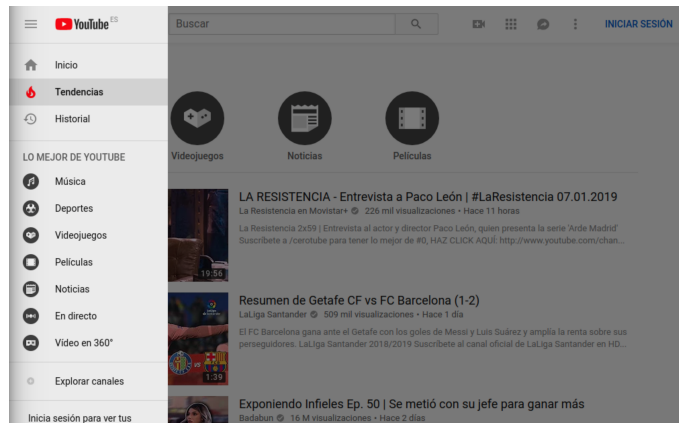 YouTube ES
Buscar
INICIAR SESIÓN
Inicio
Tendencias
Historial
LO MEJOR DE YOUTUBE
Música
Deportes
Videojuegos
Películas
Noticias
En directo
Vídeo en 360°
Explorar canales
Inicia sesión para ver tus
Videojuegos
Noticias
Películas
19:56
LA RESISTENCIA - Entrevista a Paco León | #LaResistencia 07.01.2019
La Resistencia en Movistar+ 226 mil visualizaciones • Hace 11 horas
La Resistencia 2x59 | Entrevista al actor y director Paco León, quien presenta la serie 'Arde Madrid'
Suscríbete a /cerotube para tener lo mejor de #0, HAZ CLICK AQUÍ: http://www.youtube.com/chan...
1:39
Resumen de Getafe CF vs FC Barcelona (1-2)
LaLiga Santander 509 mil visualizaciones • Hace 1 día
El FC Barcelona gana ante el Getafe con los goles de Messi y Luis Suárez y amplía la renta sobre sus
perseguidores. LaLiga Santander 2018/2019 Suscríbete al canal oficial de LaLiga Santander en HD...
Exponiendo Infieles Ep. 50 | Se metió con su jefe para ganar más
Badabun 16 M visualizaciones • Hace 2 días